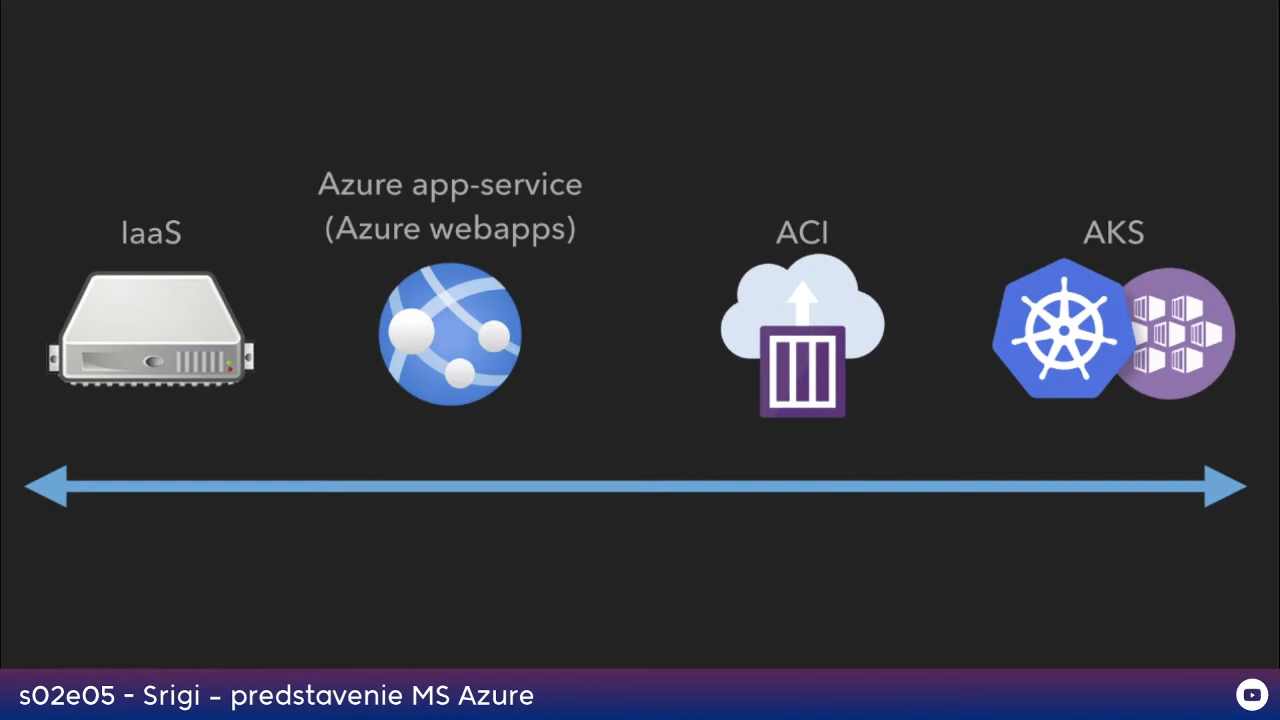 IaaS
Azure app-service
(Azure webapps)
ACI
AKS
s02e05 - Srigi – predstavenie MS Azure